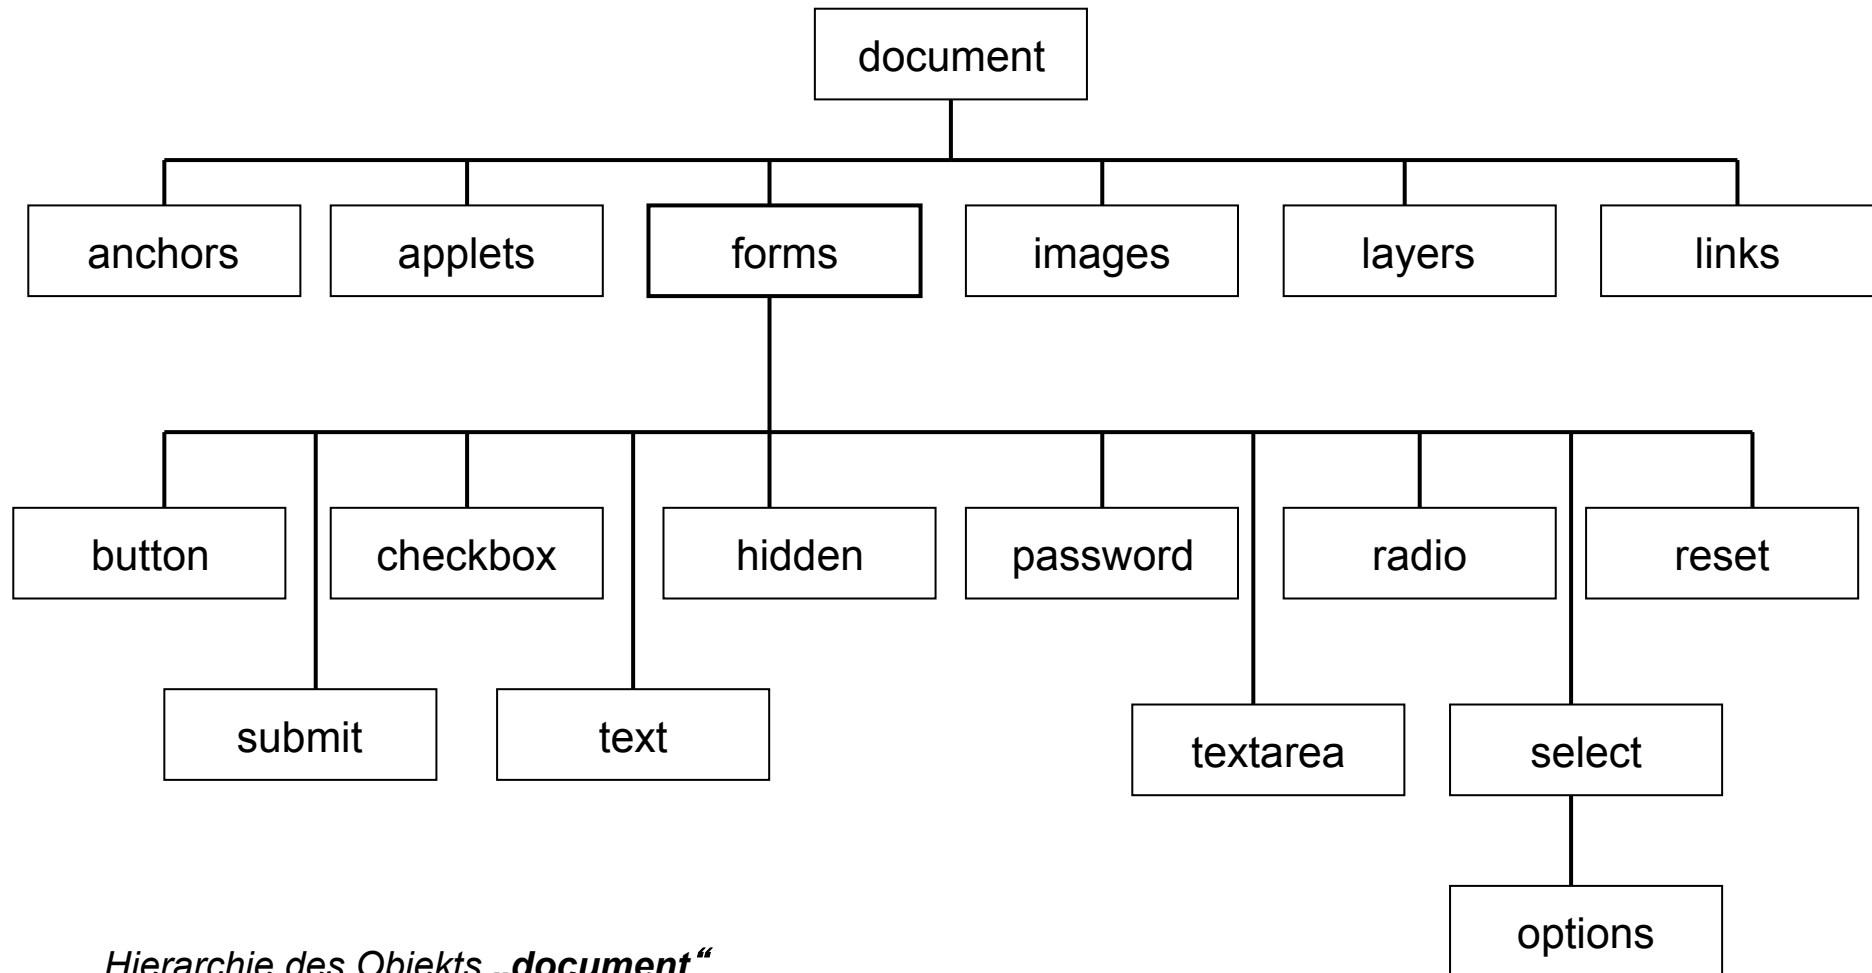 document
anchors applets forms images layers links
button checkbox hidden password radio reset
submit text textarea select
options
Hierarchie des Objekts „document“